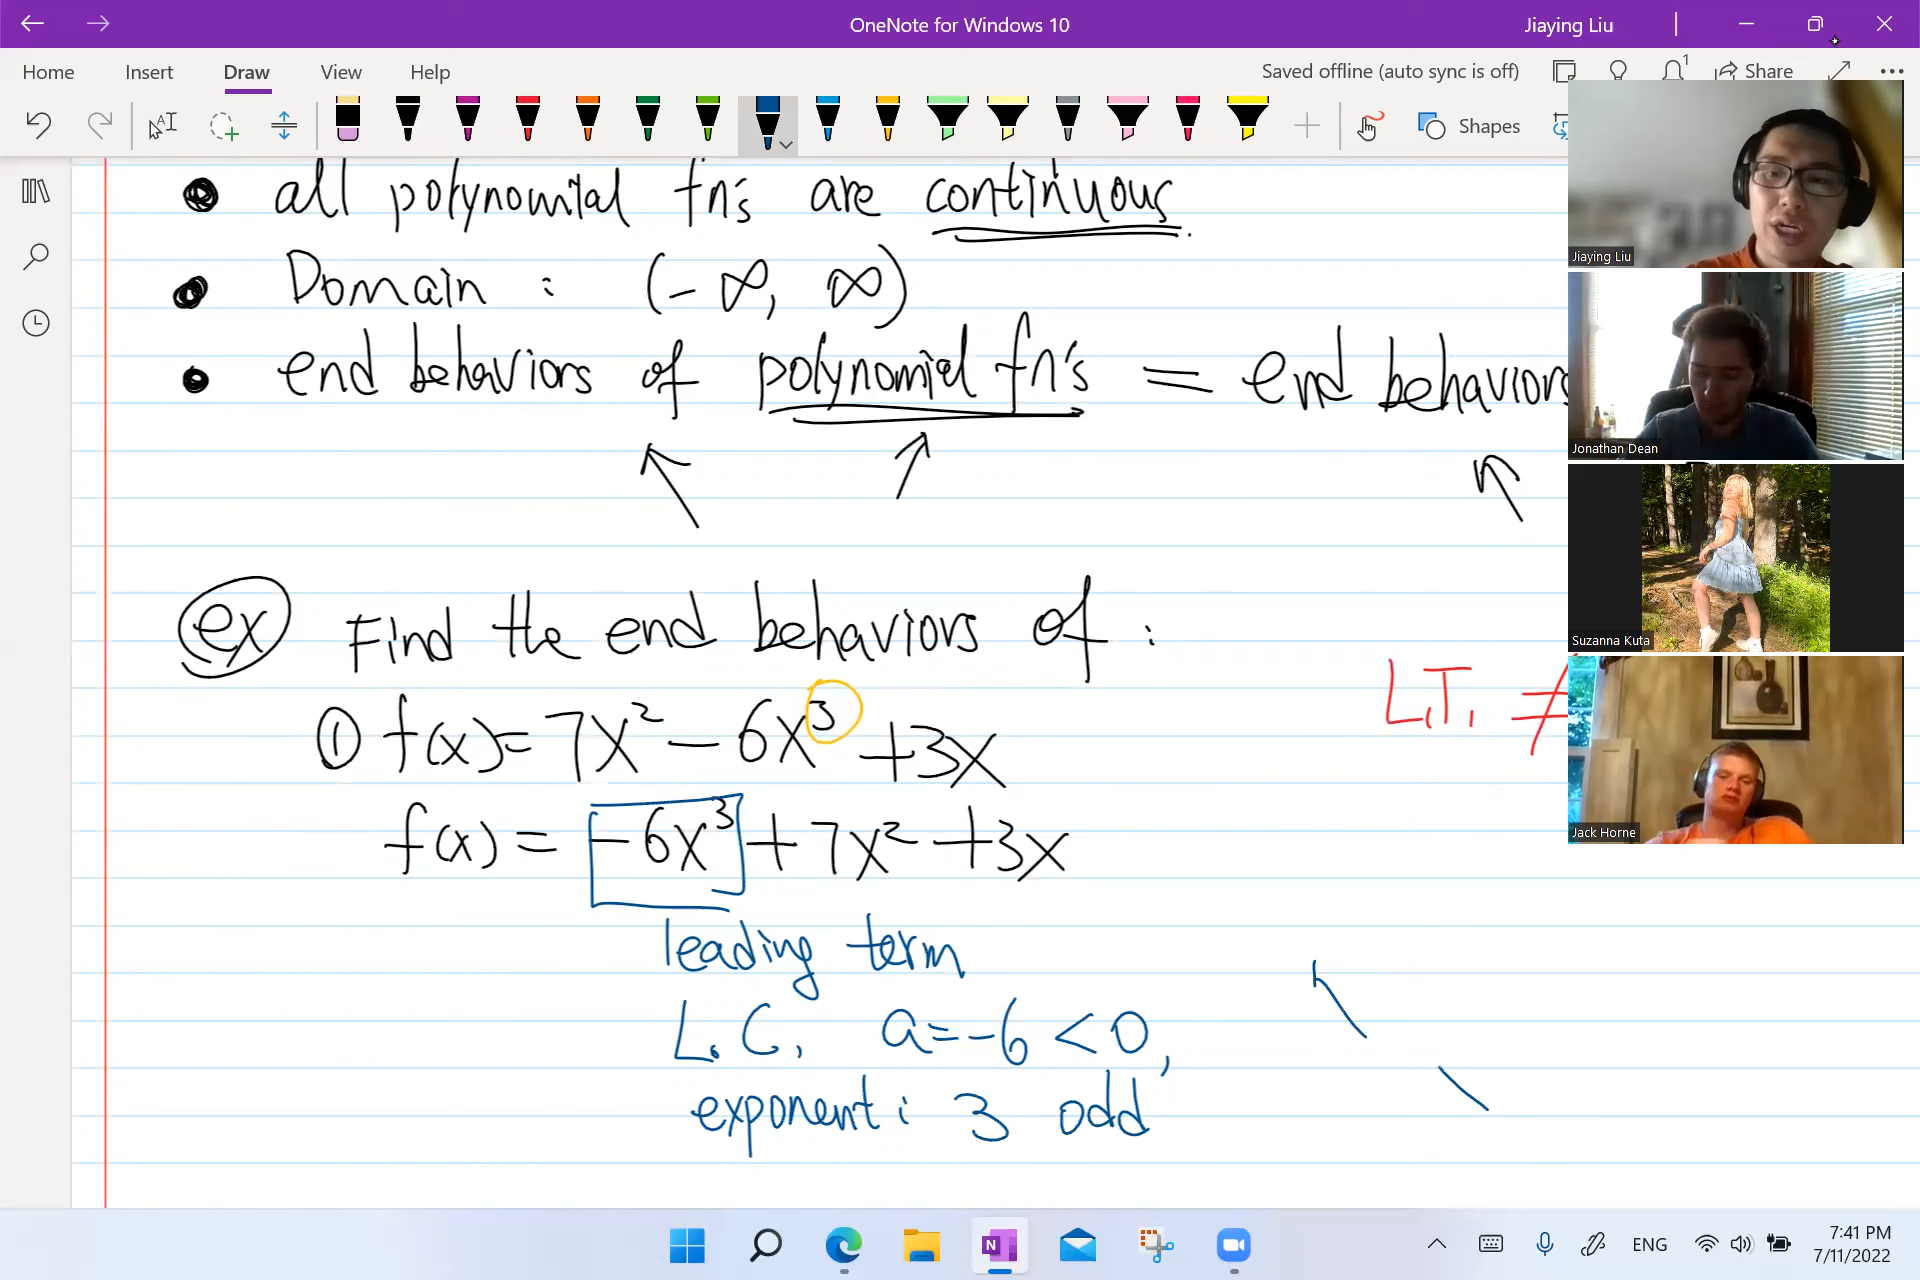 OneNote for Windows 10
Jiaying Liu
Home Insert Draw View Help
Saved offline (auto sync is off)
1
Share
Shapes
• all polynomial fn's are continuous.
• Domain : (-∞, ∞)
• end behaviors of polynomial fn's = end behaviors
ex Find the end behaviors of :
① f(x) = 7x² - 6x³ + 3x
L.T. ≠
f(x) = -6x³ + 7x² + 3x
leading term
L.C. a = -6 < 0,
exponent : 3 odd
Jiaying Liu
Jonathan Dean
Suzanna Kuta
Jack Horne
ENG
7:41 PM
7/11/2022